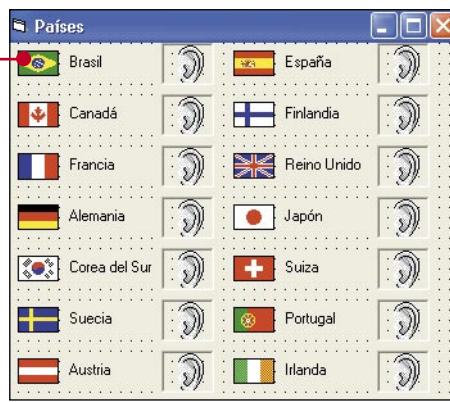 Países
Brasil España
Canadá Finlandia
Francia Reino Unido
Alemania Japón
Corea del Sur Suiza
Suecia Portugal
Austria Irlanda